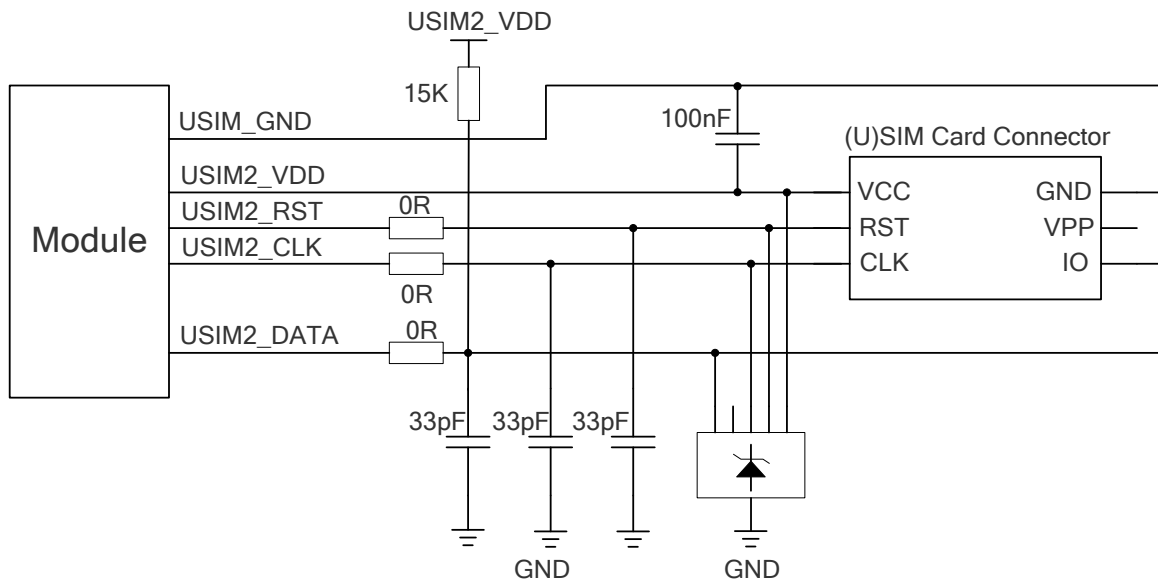 USIM2_VDD
15K
100nF
USIM_GND
(U)SIM Card Connector
USIM2_VDD
VCC
GND
USIM2_RST
0R
RST
VPP
Module
USIM2_CLK
CLK
IO
0R
USIM2_DATA
0R
33pF
33pF
33pF
GND
GND